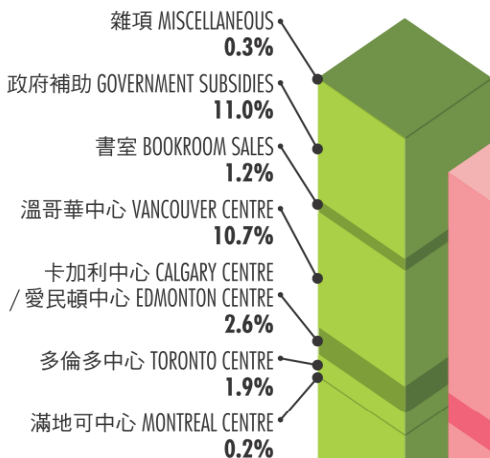 雜項 MISCELLANEOUS
0.3%
政府補助 GOVERNMENT SUBSIDIES
11.0%
書室 BOOKROOM SALES
1.2%
溫哥華中心 VANCOUVER CENTRE
10.7%
卡加利中心 CALGARY CENTRE
/ 愛民頓中心 EDMONTON CENTRE
2.6%
多倫多中心 TORONTO CENTRE
1.9%
滿地可中心 MONTREAL CENTRE
0.2%